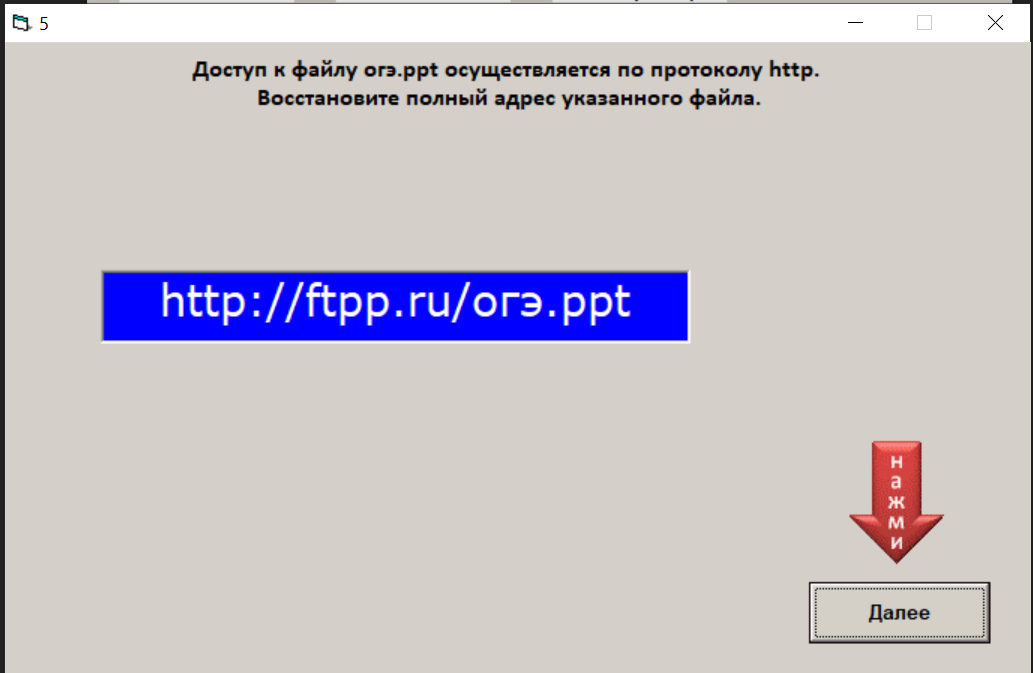 5
Доступ к файлу огэ.ppt осуществляется по протоколу http.
Восстановите полный адрес указанного файла.
http://ftpp.ru/огэ.ppt
нажми
Далее